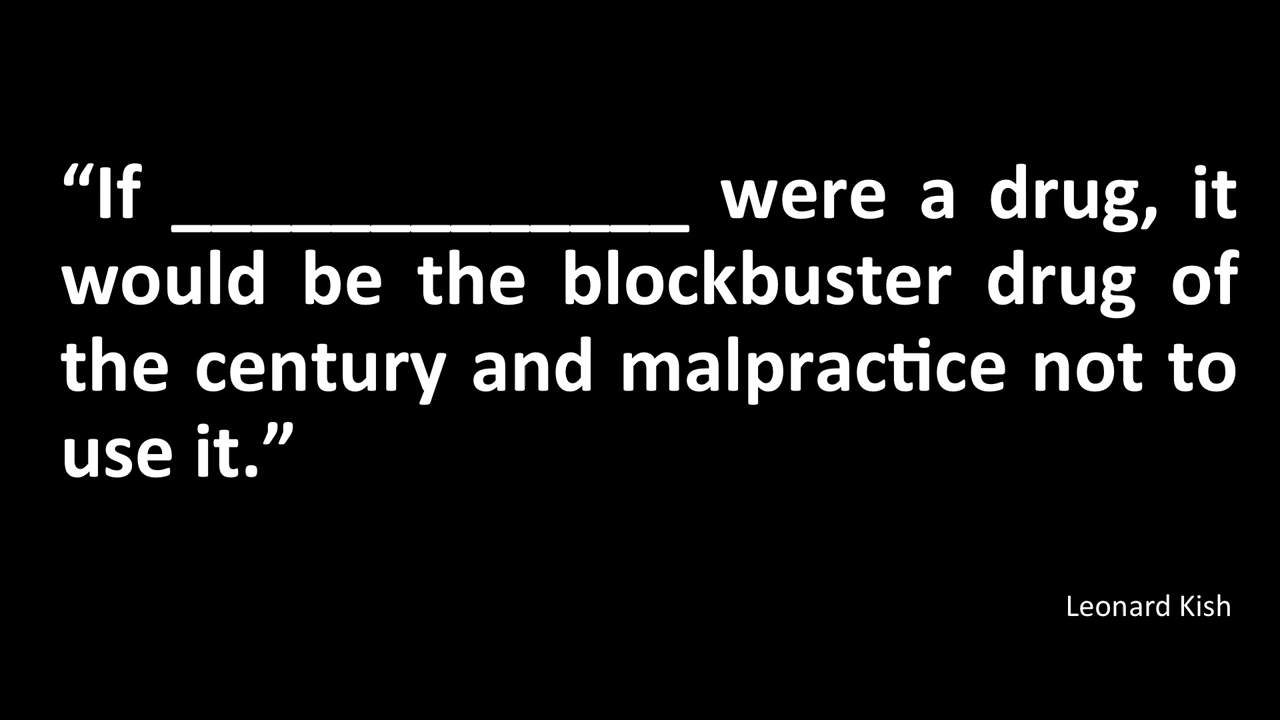 “If _____________ were a drug, it
would be the blockbuster drug of
the century and malpractice not to
use it.”
Leonard Kish